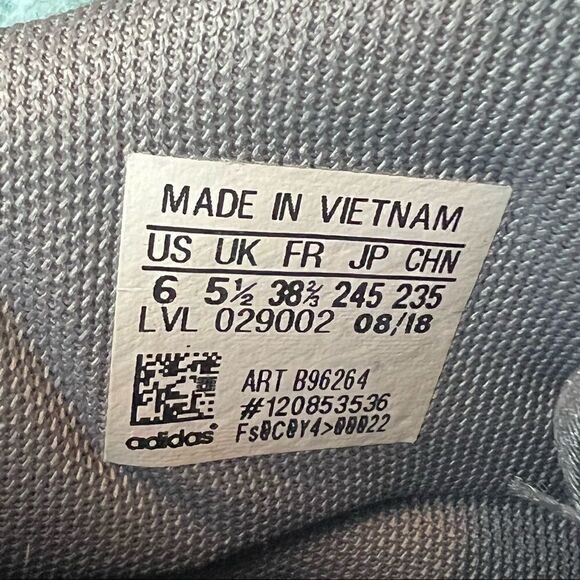 MADE IN VIETNAM
US UK FR JP CHN
6 5½ 38⅔ 245 235
LVL 029002 08/18
ART B96264
#120853536
adidas Fs0C0Y4>00022